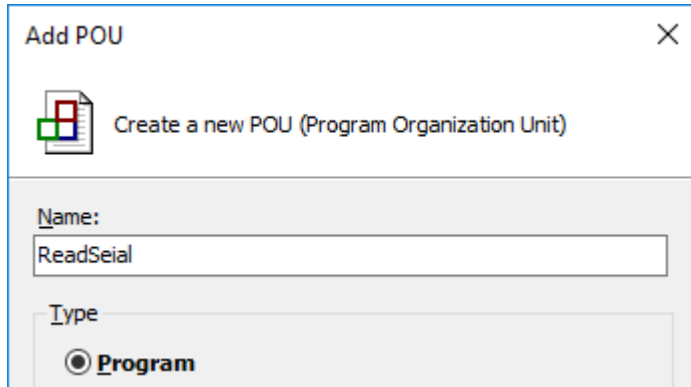 Add POU
Create a new POU (Program Organization Unit)
Name:
ReadSeial
Type
Program